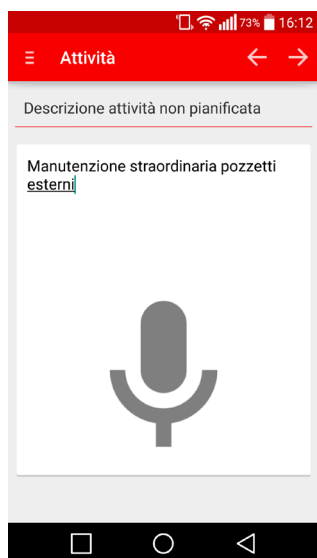 73% 16:12
Attività
Descrizione attività non pianificata
Manutenzione straordinaria pozzetti
esterni